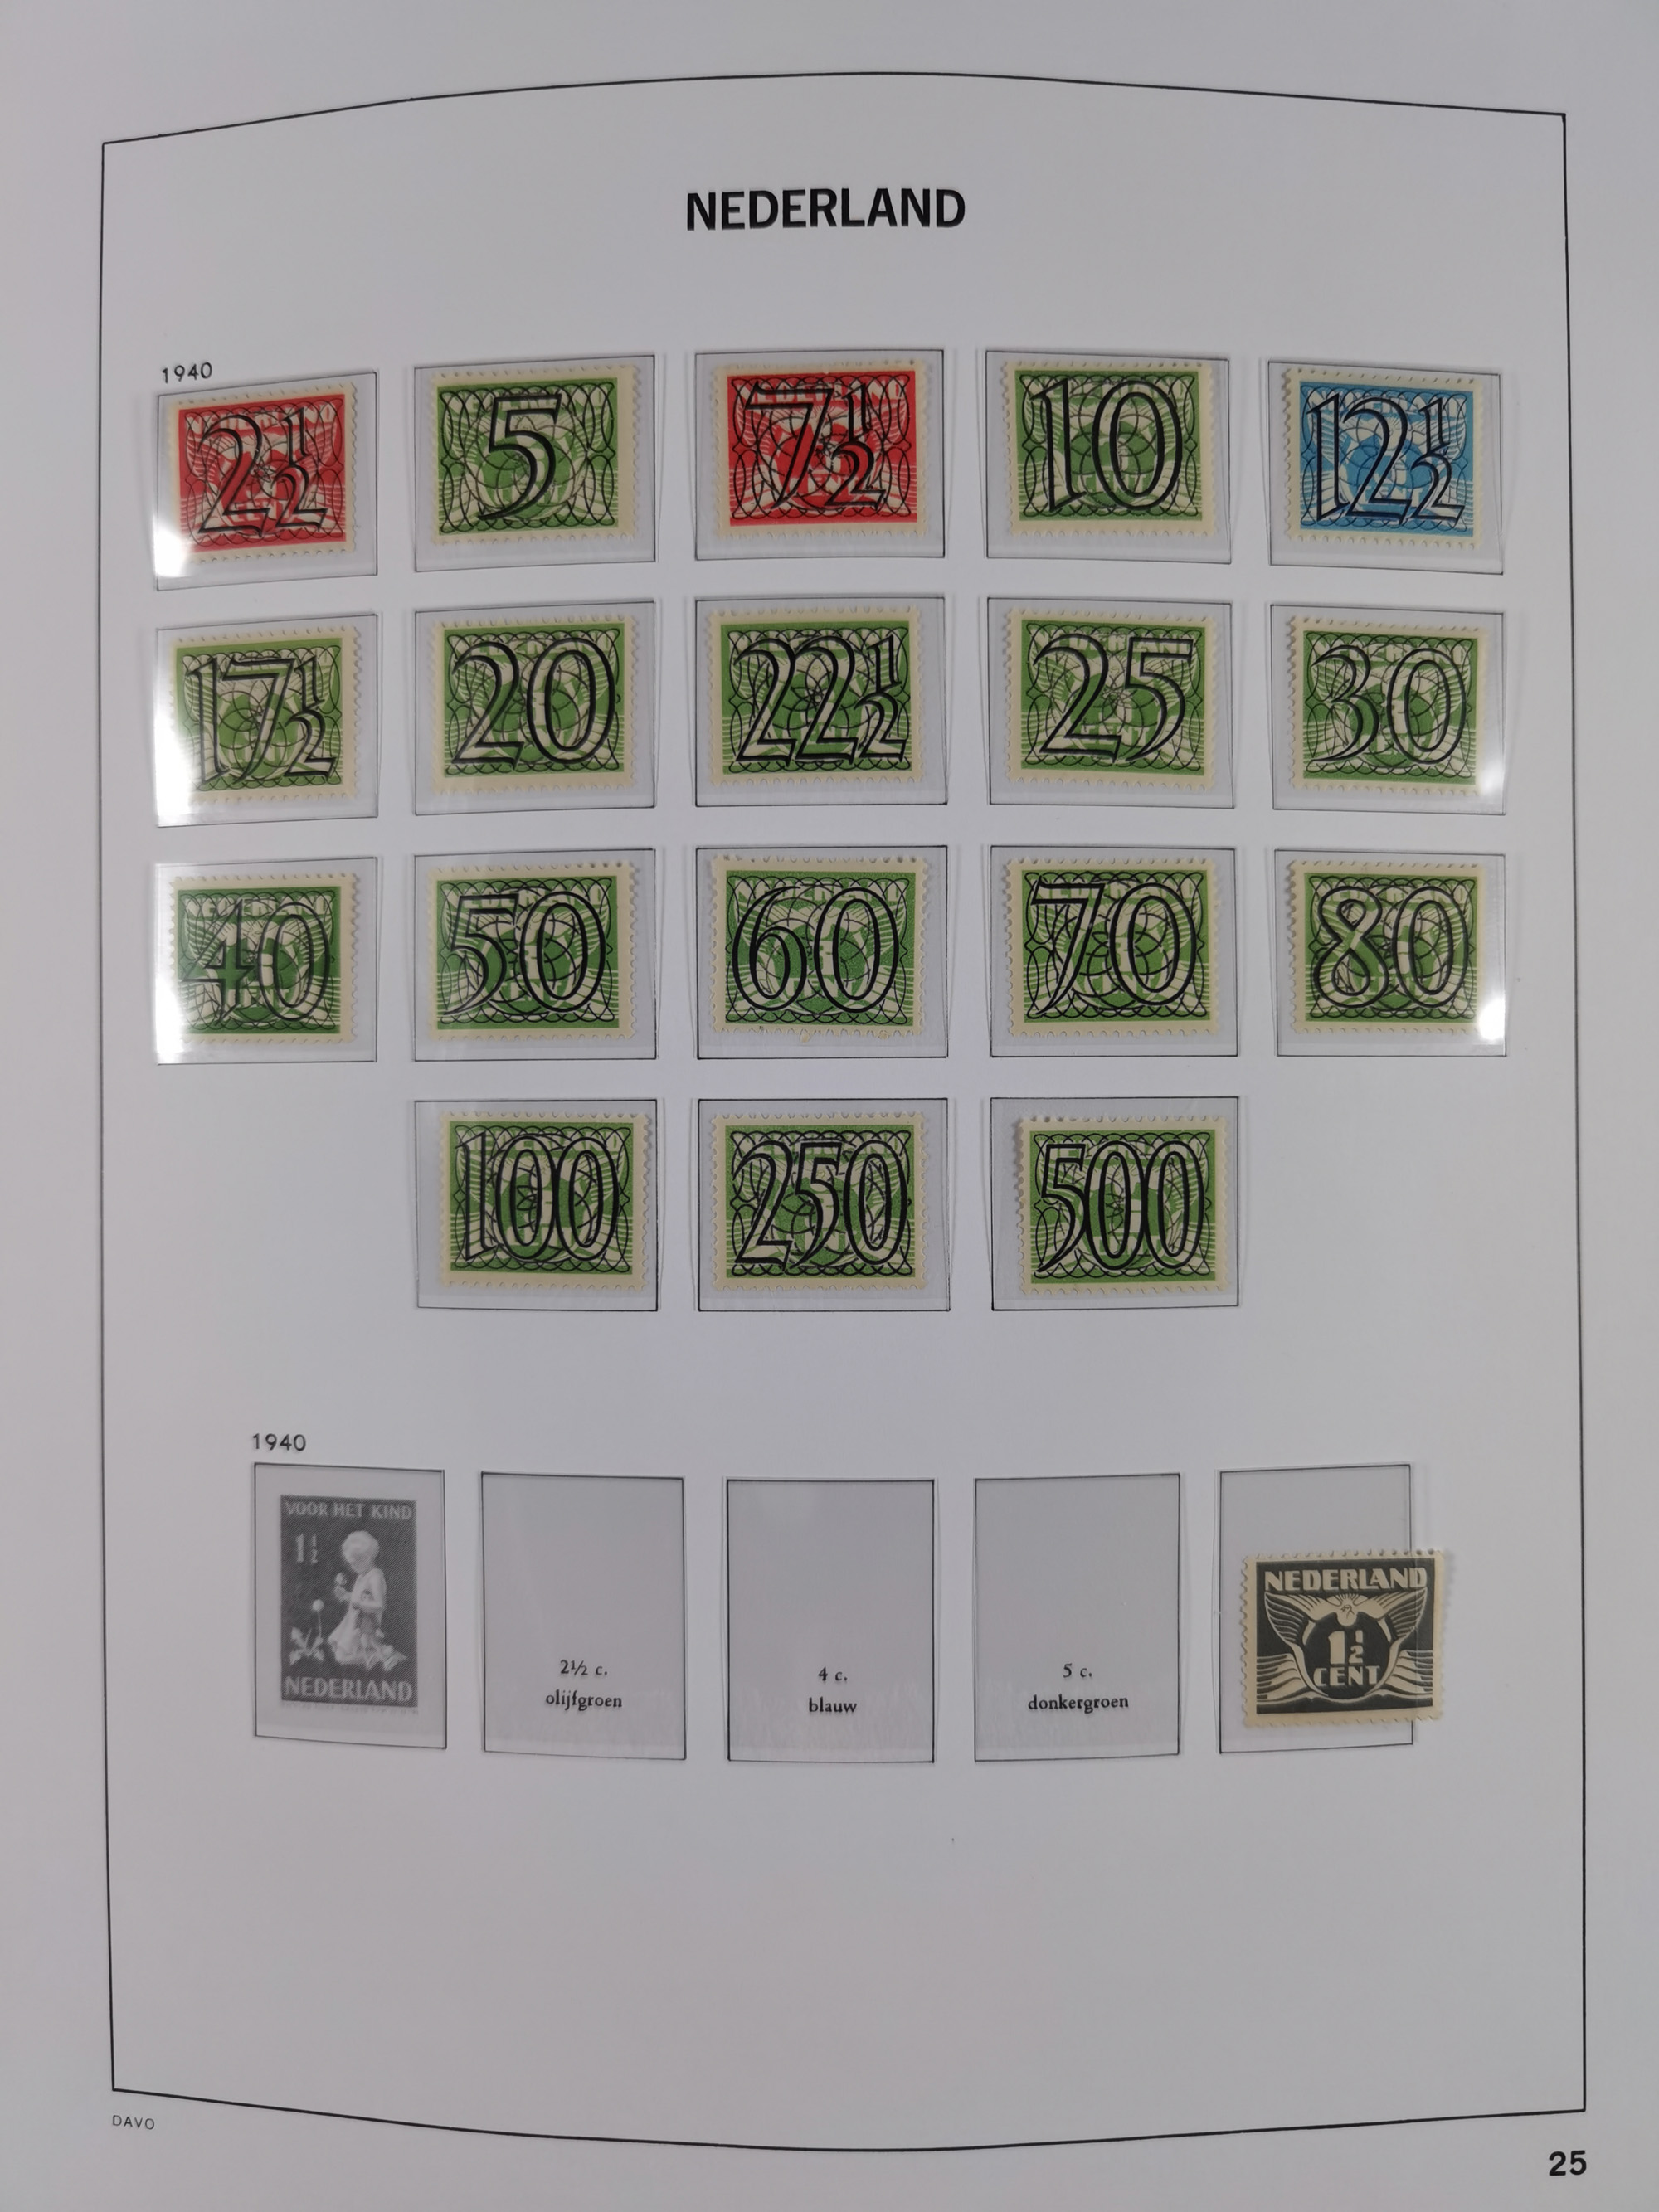 NEDERLAND
1940
2½ 5 7½ 10 12½
17½ 20 22½ 25 30
40 50 60 70 80
100 250 500
1940
VOOR HET KIND
1½
NEDERLAND
2½ c.
olijfgroen
4 c.
blauw
5 c.
donkergroen
NEDERLAND
1½
CENT
DAVO
25